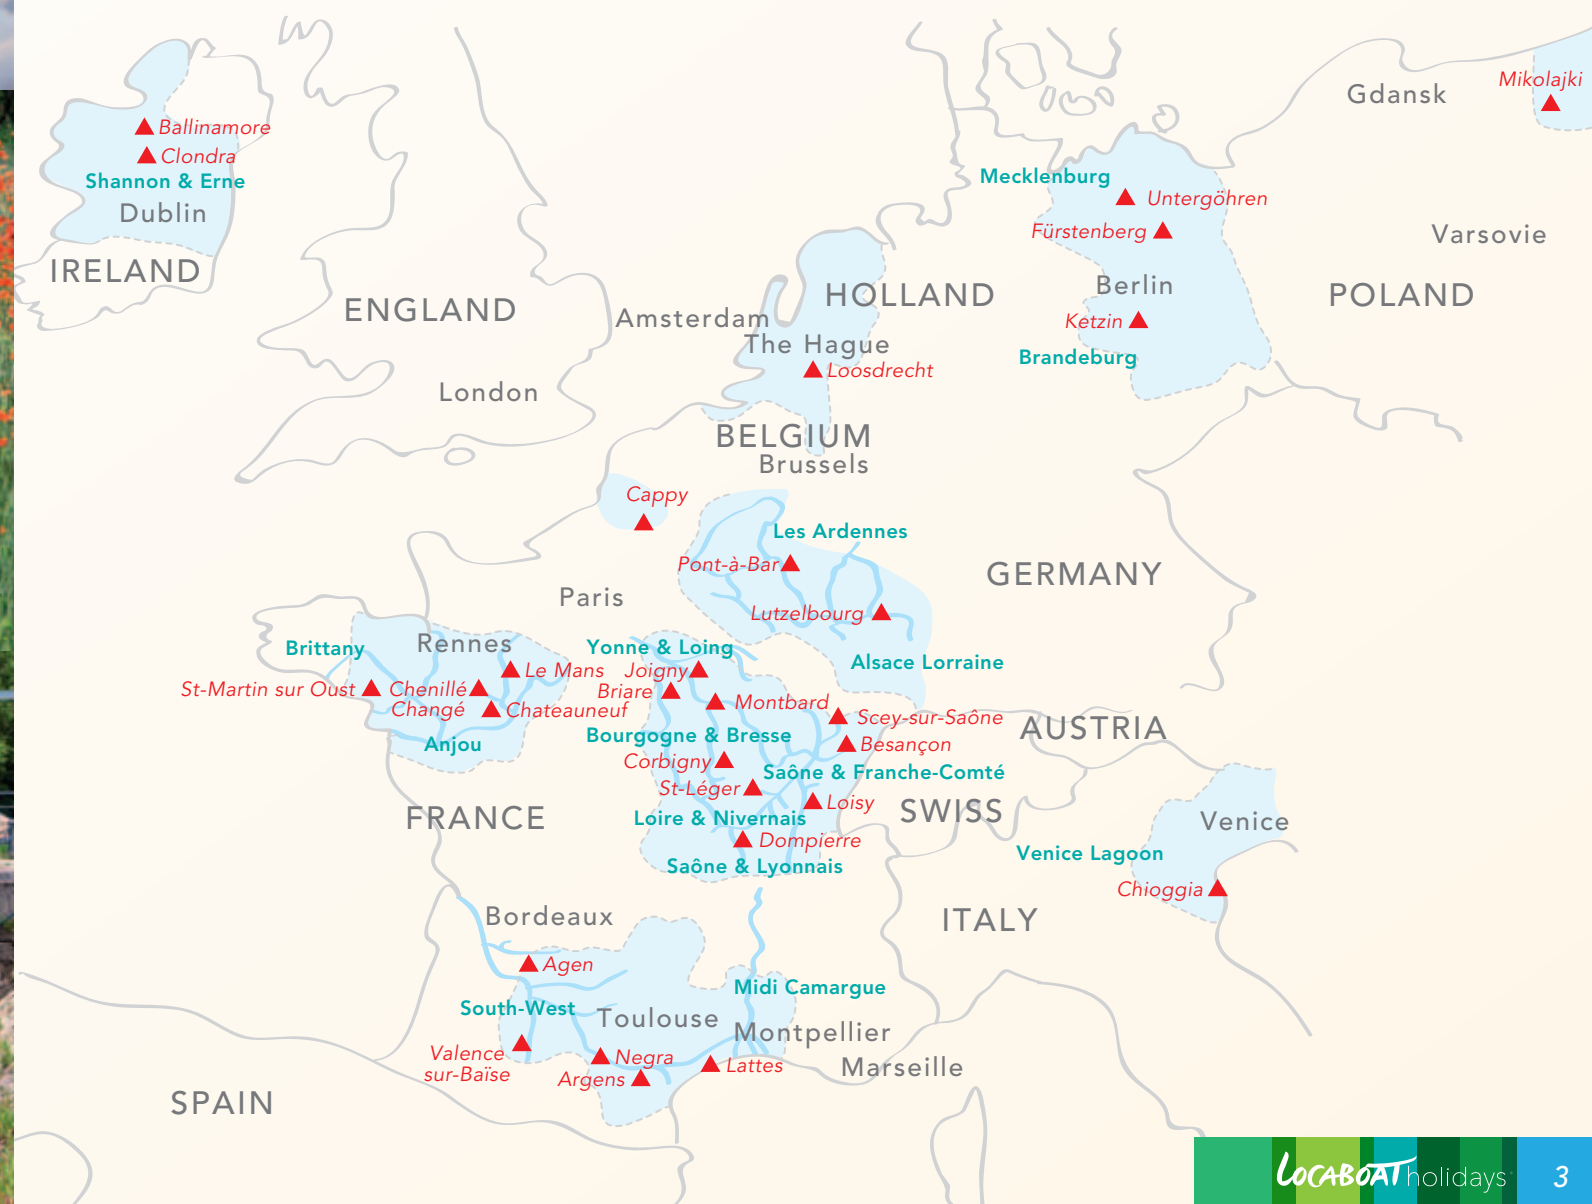 Gdansk
Mikolajki
Ballinamore
Clondra
Shannon & Erne
Dublin
IRELAND
Mecklenburg
Untergöhren
Fürstenberg
Varsovie
Berlin
POLAND
HOLLAND
ENGLAND
Amsterdam
Ketzin
The Hague
Brandeburg
Loosdrecht
London
BELGIUM
Brussels
Cappy
Les Ardennes
Pont-à-Bar
GERMANY
Paris
Lutzelbourg
Rennes
Brittany
Yonne & Loing
Alsace Lorraine
Le Mans
Joigny
St-Martin sur Oust
Chenillé
Changé
Briare
Chateauneuf
Montbard
Scey-sur-Saône
AUSTRIA
Anjou
Bourgogne & Bresse
Besançon
Corbigny
Saône & Franche-Comté
St-Léger
Loisy
SWISS
FRANCE
Loire & Nivernais
Venice
Dompierre
Venice Lagoon
Saône & Lyonnais
Chioggia
Bordeaux
ITALY
Agen
Midi Camargue
South-West
Toulouse
Montpellier
Valence
sur-Baïse
Negra
Lattes
Marseille
Argens
SPAIN
LOCABOAT holidays
3